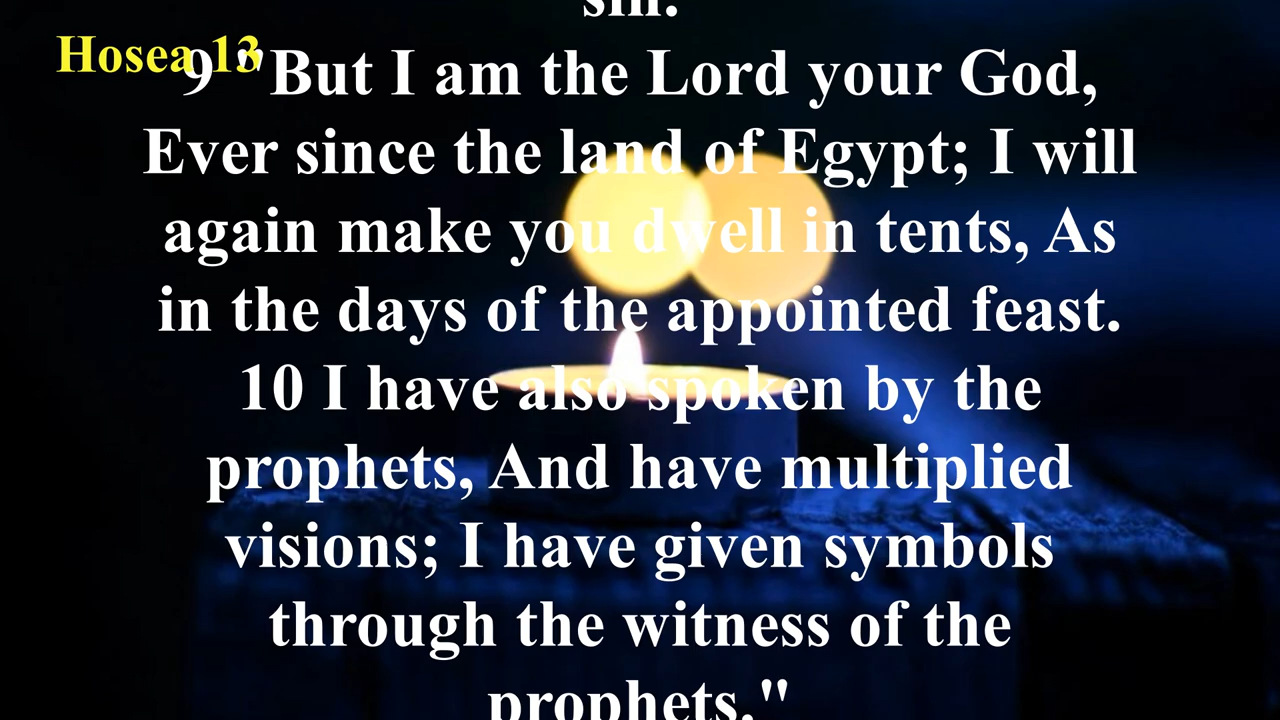 sin.'
Hosea 13
9 "But I am the Lord your God,
Ever since the land of Egypt; I will
again make you dwell in tents, As
in the days of the appointed feast.
10 I have also spoken by the
prophets, And have multiplied
visions; I have given symbols
through the witness of the
prophets."